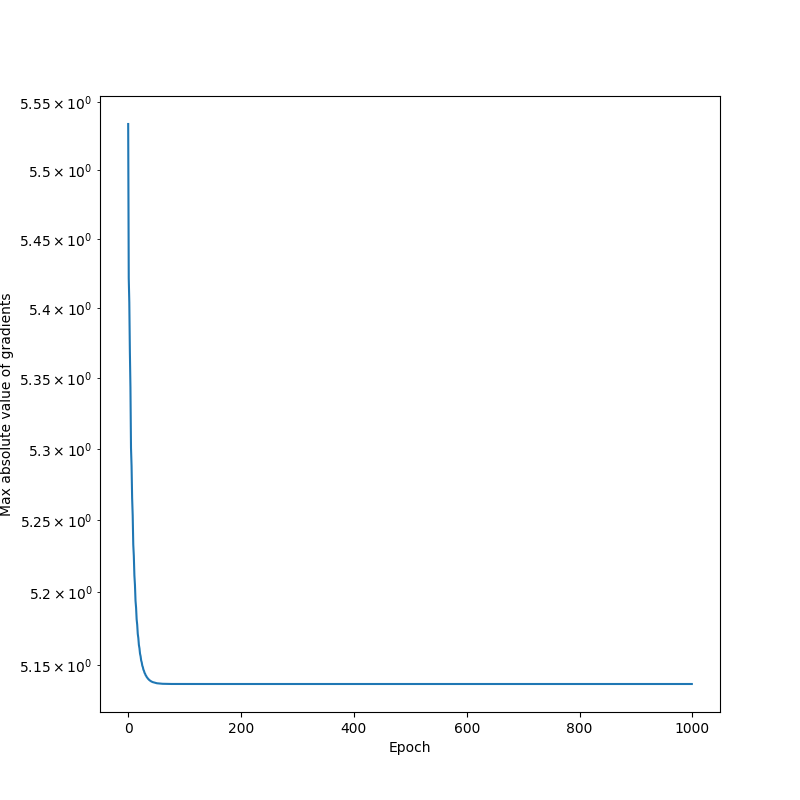 5.55 × 10⁰
5.5 × 10⁰
5.45 × 10⁰
5.4 × 10⁰
5.35 × 10⁰
5.3 × 10⁰
5.25 × 10⁰
5.2 × 10⁰
5.15 × 10⁰
Max absolute value of gradients
0 200 400 600 800 1000
Epoch